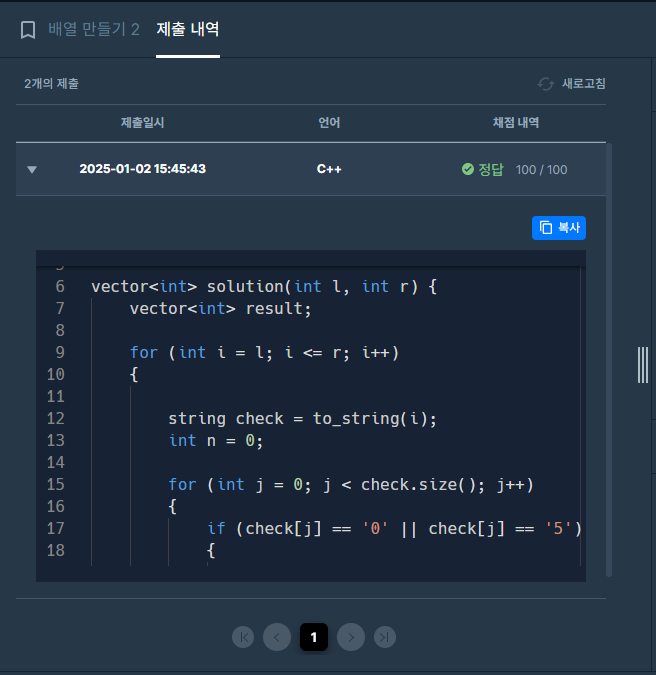 배열 만들기 2 제출 내역
2개의 제출 새로고침
제출일시 언어 채점 내역
2025-01-02 15:45:43 C++ 정답 100 / 100
복사
6 vector<int> solution(int l, int r) {
7 vector<int> result;
8
9 for (int i = l; i <= r; i++)
10 {
11
12 string check = to_string(i);
13 int n = 0;
14
15 for (int j = 0; j < check.size(); j++)
16 {
17 if (check[j] == '0' || check[j] == '5')
18 {
1